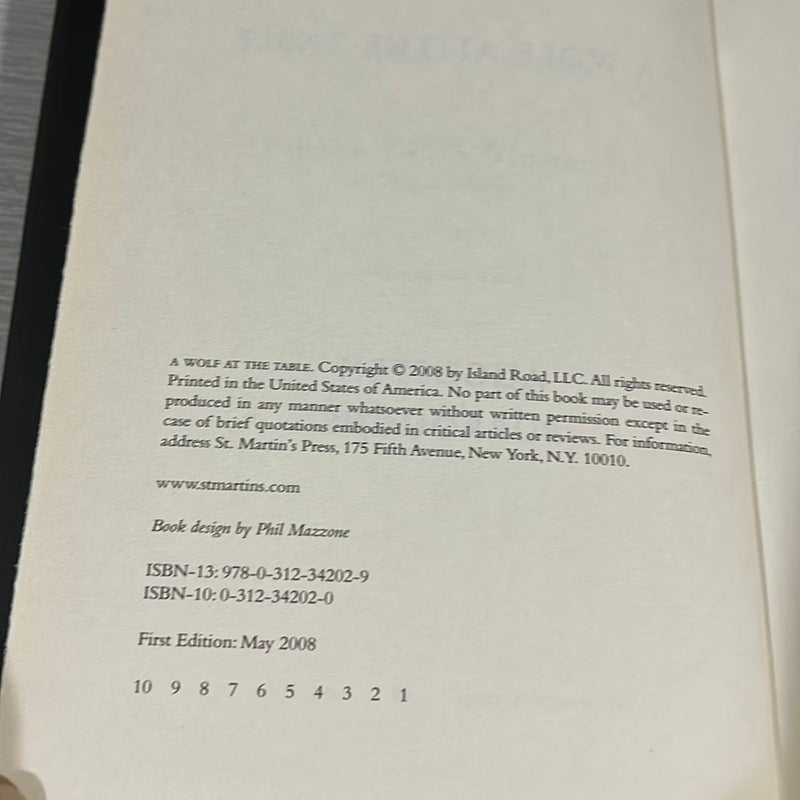 A WOLF AT THE TABLE. Copyright © 2008 by Island Road, LLC. All rights reserved.
Printed in the United States of America. No part of this book may be used or re-
produced in any manner whatsoever without written permission except in the
case of brief quotations embodied in critical articles or reviews. For information,
address St. Martin's Press, 175 Fifth Avenue, New York, N.Y. 10010.
www.stmartins.com
Book design by Phil Mazzone
ISBN-13: 978-0-312-34202-9
ISBN-10: 0-312-34202-0
First Edition: May 2008
10 9 8 7 6 5 4 3 2 1